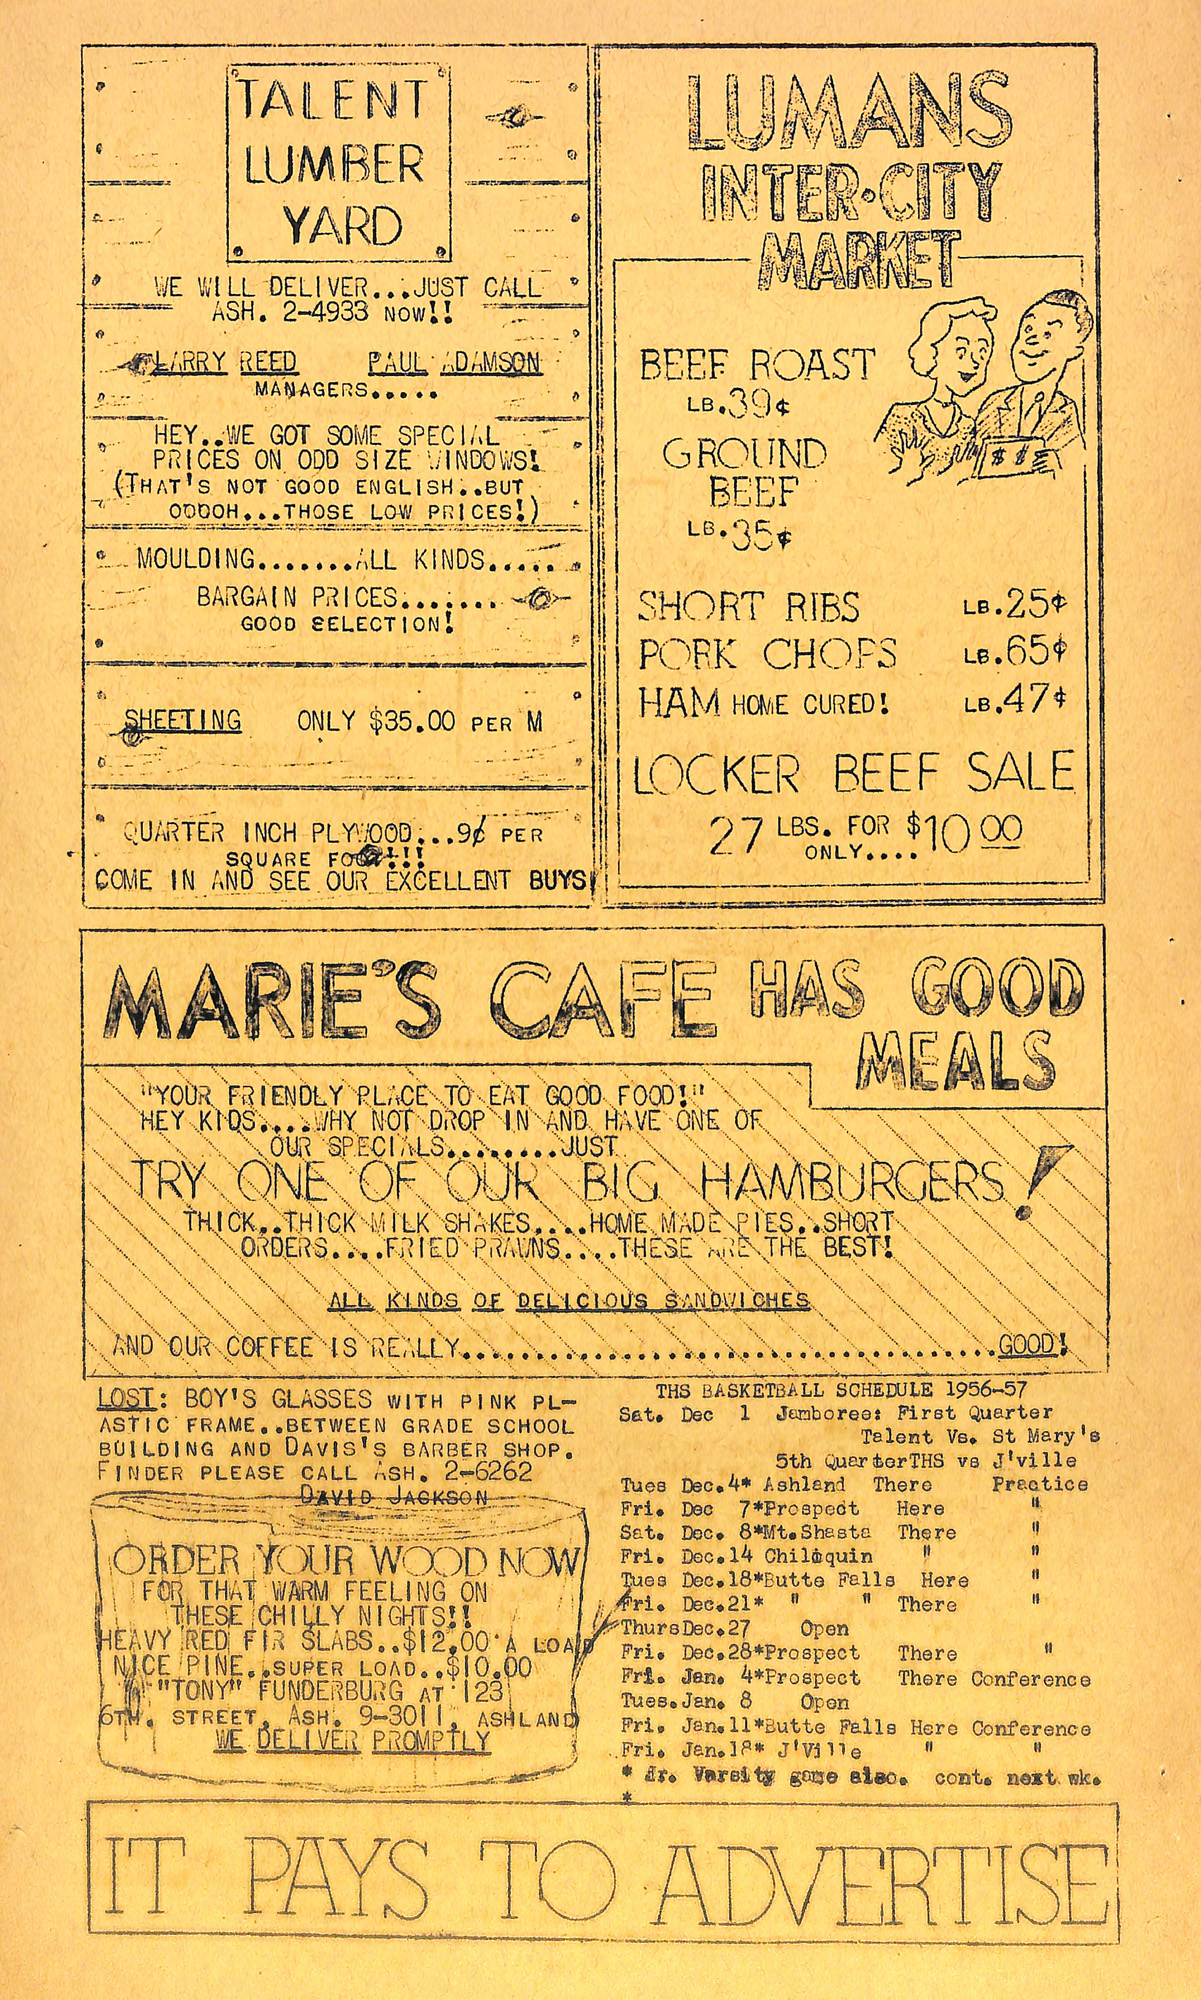 TALENT
LUMBER
YARD
WE WILL DELIVER...JUST CALL
ASH. 2-4933 NOW!!
LARRY REED PAUL ADAMSON
MANAGERS.....
HEY..WE GOT SOME SPECIAL
PRICES ON ODD SIZE WINDOWS!
(THAT'S NOT GOOD ENGLISH..BUT
OOOOH...THOSE LOW PRICES!)
MOULDING.......ALL KINDS.....
BARGAIN PRICES.......
GOOD SELECTION!
SHEETING ONLY $35.00 PER M
QUARTER INCH PLYWOOD...9¢ PER
SQUARE FOOT!!!
COME IN AND SEE OUR EXCELLENT BUYS!
LUMANS
INTER-CITY
MARKET
BEEF ROAST
LB.39¢
GROUND
BEEF
LB.35¢
$ $
SHORT RIBS LB.25¢
PORK CHOPS LB.65¢
HAM HOME CURED! LB.47¢
LOCKER BEEF SALE
27 LBS. FOR $10 00
ONLY....
MARIE'S CAFE HAS GOOD
MEALS
"YOUR FRIENDLY PLACE TO EAT GOOD FOOD!"
HEY KIDS....WHY NOT DROP IN AND HAVE ONE OF
OUR SPECIALS........JUST
TRY ONE OF OUR BIG HAMBURGERS!
THICK..THICK MILK SHAKES....HOME MADE PIES..SHORT
ORDERS....FRIED PRAWNS....THESE ARE THE BEST!
ALL KINDS OF DELICIOUS SANDWICHES
AND OUR COFFEE IS REALLY........................................GOOD!
LOST: BOY'S GLASSES WITH PINK PL-
ASTIC FRAME..BETWEEN GRADE SCHOOL
BUILDING AND DAVIS'S BARBER SHOP.
FINDER PLEASE CALL ASH. 2-6262
DAVID JACKSON
ORDER YOUR WOOD NOW
FOR THAT WARM FEELING ON
THESE CHILLY NIGHTS!!
HEAVY RED FIR SLABS..$12.00 A LOAD
NICE PINE..SUPER LOAD..$10.00
"TONY" FUNDERBURG AT 123
6TH. STREET, ASH. 9-3011, ASHLAND
WE DELIVER PROMPTLY
THS BASKETBALL SCHEDULE 1956-57
Sat. Dec 1 Jamboree: First Quarter
Talent Vs. St Mary's
5th QuarterTHS vs J'ville
Tues Dec.4* Ashland There Practice
Fri. Dec 7*Prospect Here "
Sat. Dec. 8*Mt.Shasta There "
Fri. Dec.14 Chiloquin " "
Tues Dec.18*Butte Falls Here "
Fri. Dec.21* " " There "
ThursDec.27 Open
Fri. Dec.28*Prospect There "
Fri. Jan. 4*Prospect There Conference
Tues.Jan. 8 Open
Fri. Jan.11*Butte Falls Here Conference
Fri. Jan.18* J'Ville " "
* Jr. Varsity game also. cont. next wk.
*
IT PAYS TO ADVERTISE